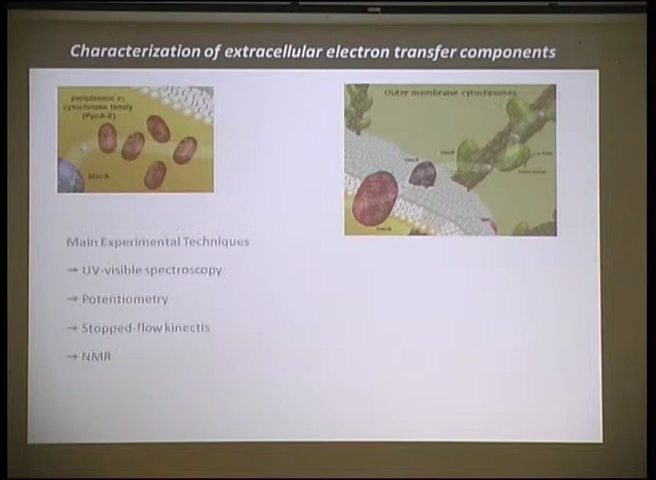 Characterization of extracellular electron transfer components
periplasmic c₇
cytochrome family
(PpcA-E)
MacA
Outer membrane cytochromes
Main Experimental Techniques
→ UV-visible spectroscopy
→ Potentiometry
→ Stopped-flow kinectis
→ NMR